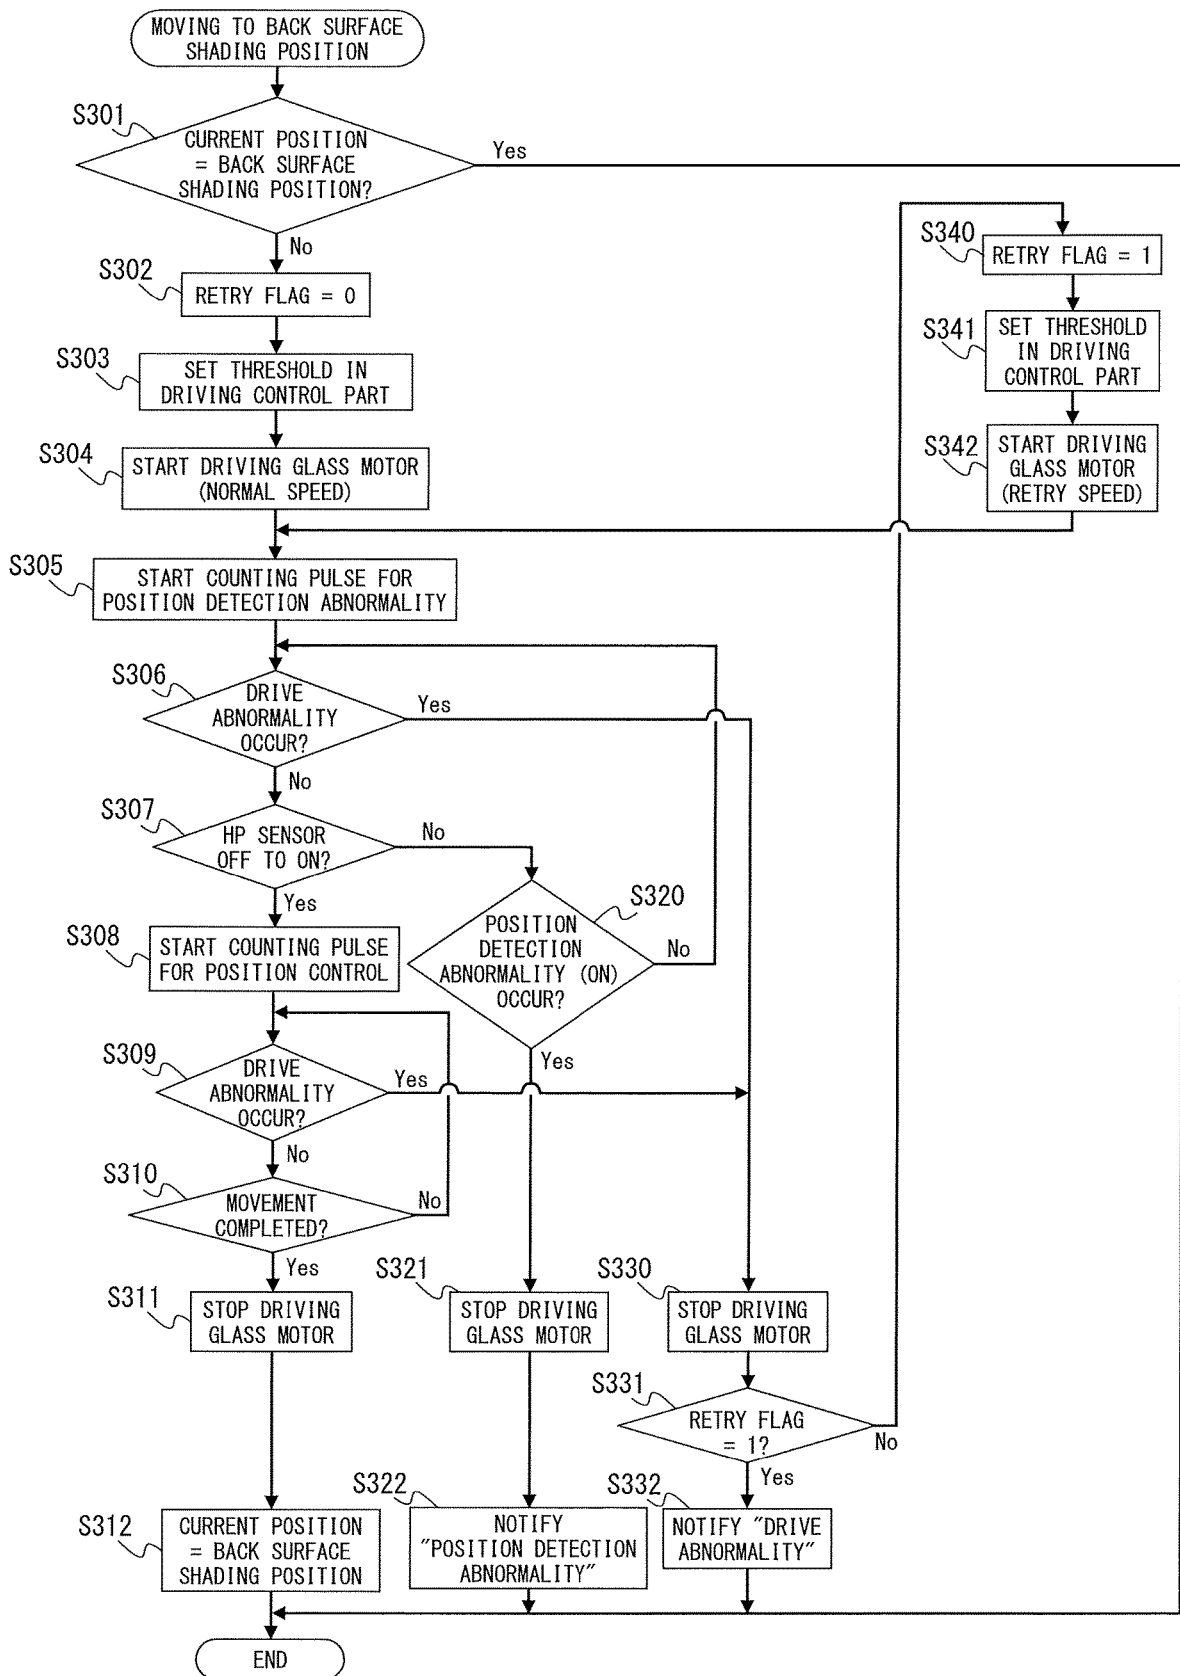 MOVING TO BACK SURFACE
SHADING POSITION
S301
CURRENT POSITION
= BACK SURFACE
SHADING POSITION?
Yes
No
S302
RETRY FLAG = 0
S303
SET THRESHOLD IN
DRIVING CONTROL PART
S304
START DRIVING GLASS MOTOR
(NORMAL SPEED)
S340
RETRY FLAG = 1
S341
SET THRESHOLD
IN DRIVING
CONTROL PART
S342
START DRIVING
GLASS MOTOR
(RETRY SPEED)
S305
START COUNTING PULSE FOR
POSITION DETECTION ABNORMALITY
S306
DRIVE
ABNORMALITY
OCCUR?
Yes
No
S307
HP SENSOR
OFF TO ON?
No
Yes
S320
POSITION
DETECTION
ABNORMALITY (ON)
OCCUR?
No
Yes
S308
START COUNTING PULSE
FOR POSITION CONTROL
S309
DRIVE
ABNORMALITY
OCCUR?
Yes
No
S310
MOVEMENT
COMPLETED?
No
Yes
S311
STOP DRIVING
GLASS MOTOR
S321
STOP DRIVING
GLASS MOTOR
S330
STOP DRIVING
GLASS MOTOR
S331
RETRY FLAG
= 1?
No
Yes
S312
CURRENT POSITION
= BACK SURFACE
SHADING POSITION
S322
NOTIFY
"POSITION DETECTION
ABNORMALITY"
S332
NOTIFY "DRIVE
ABNORMALITY"
END